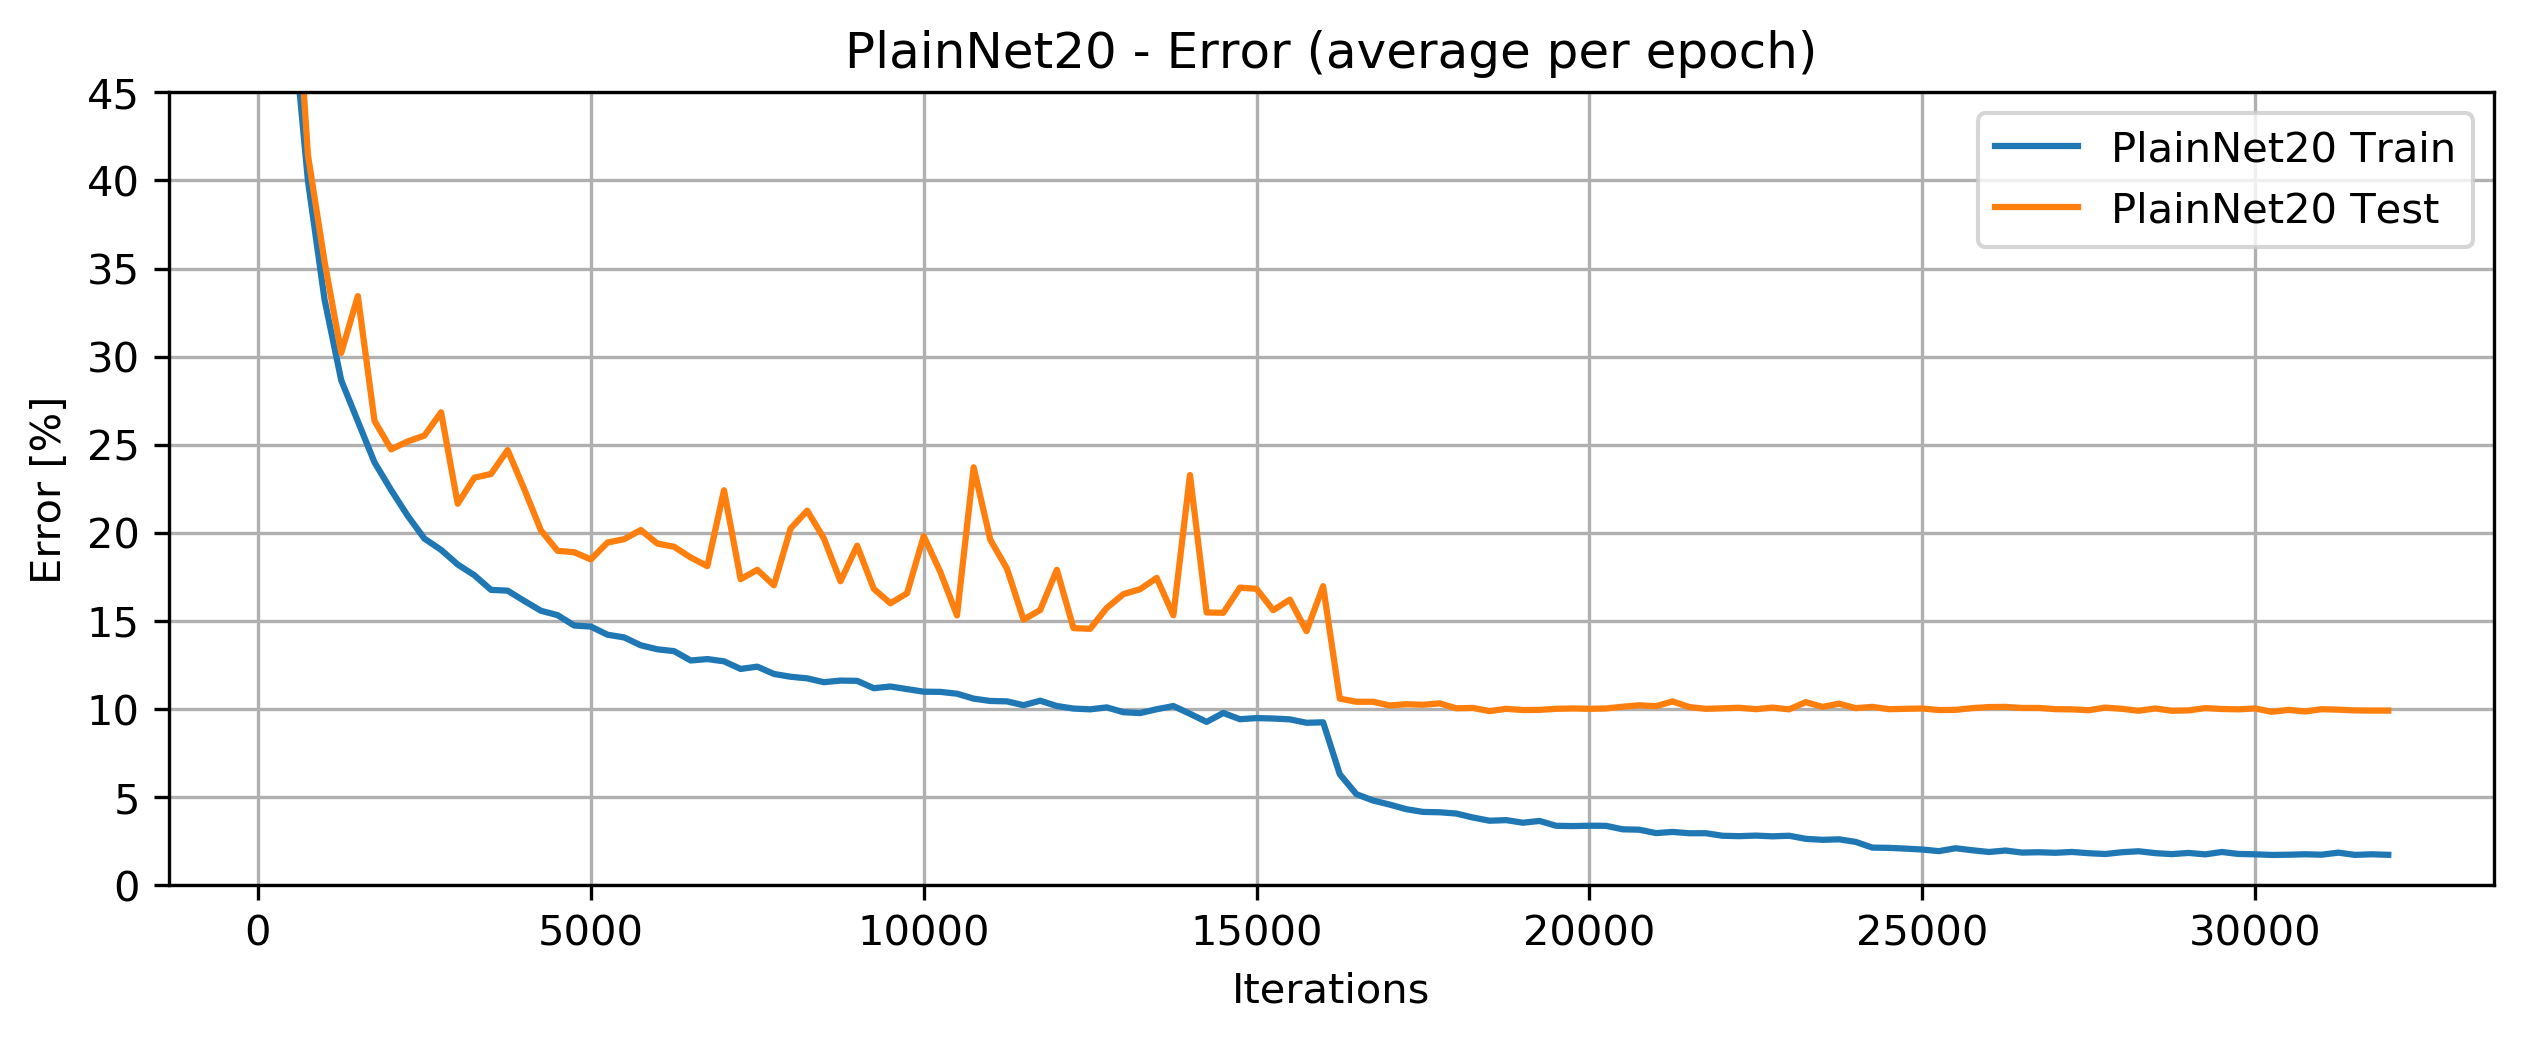 PlainNet20 - Error (average per epoch)
45
40
35
30
25
20
15
10
5
0
Error [%]
PlainNet20 Train
PlainNet20 Test
0 5000 10000 15000 20000 25000 30000
Iterations